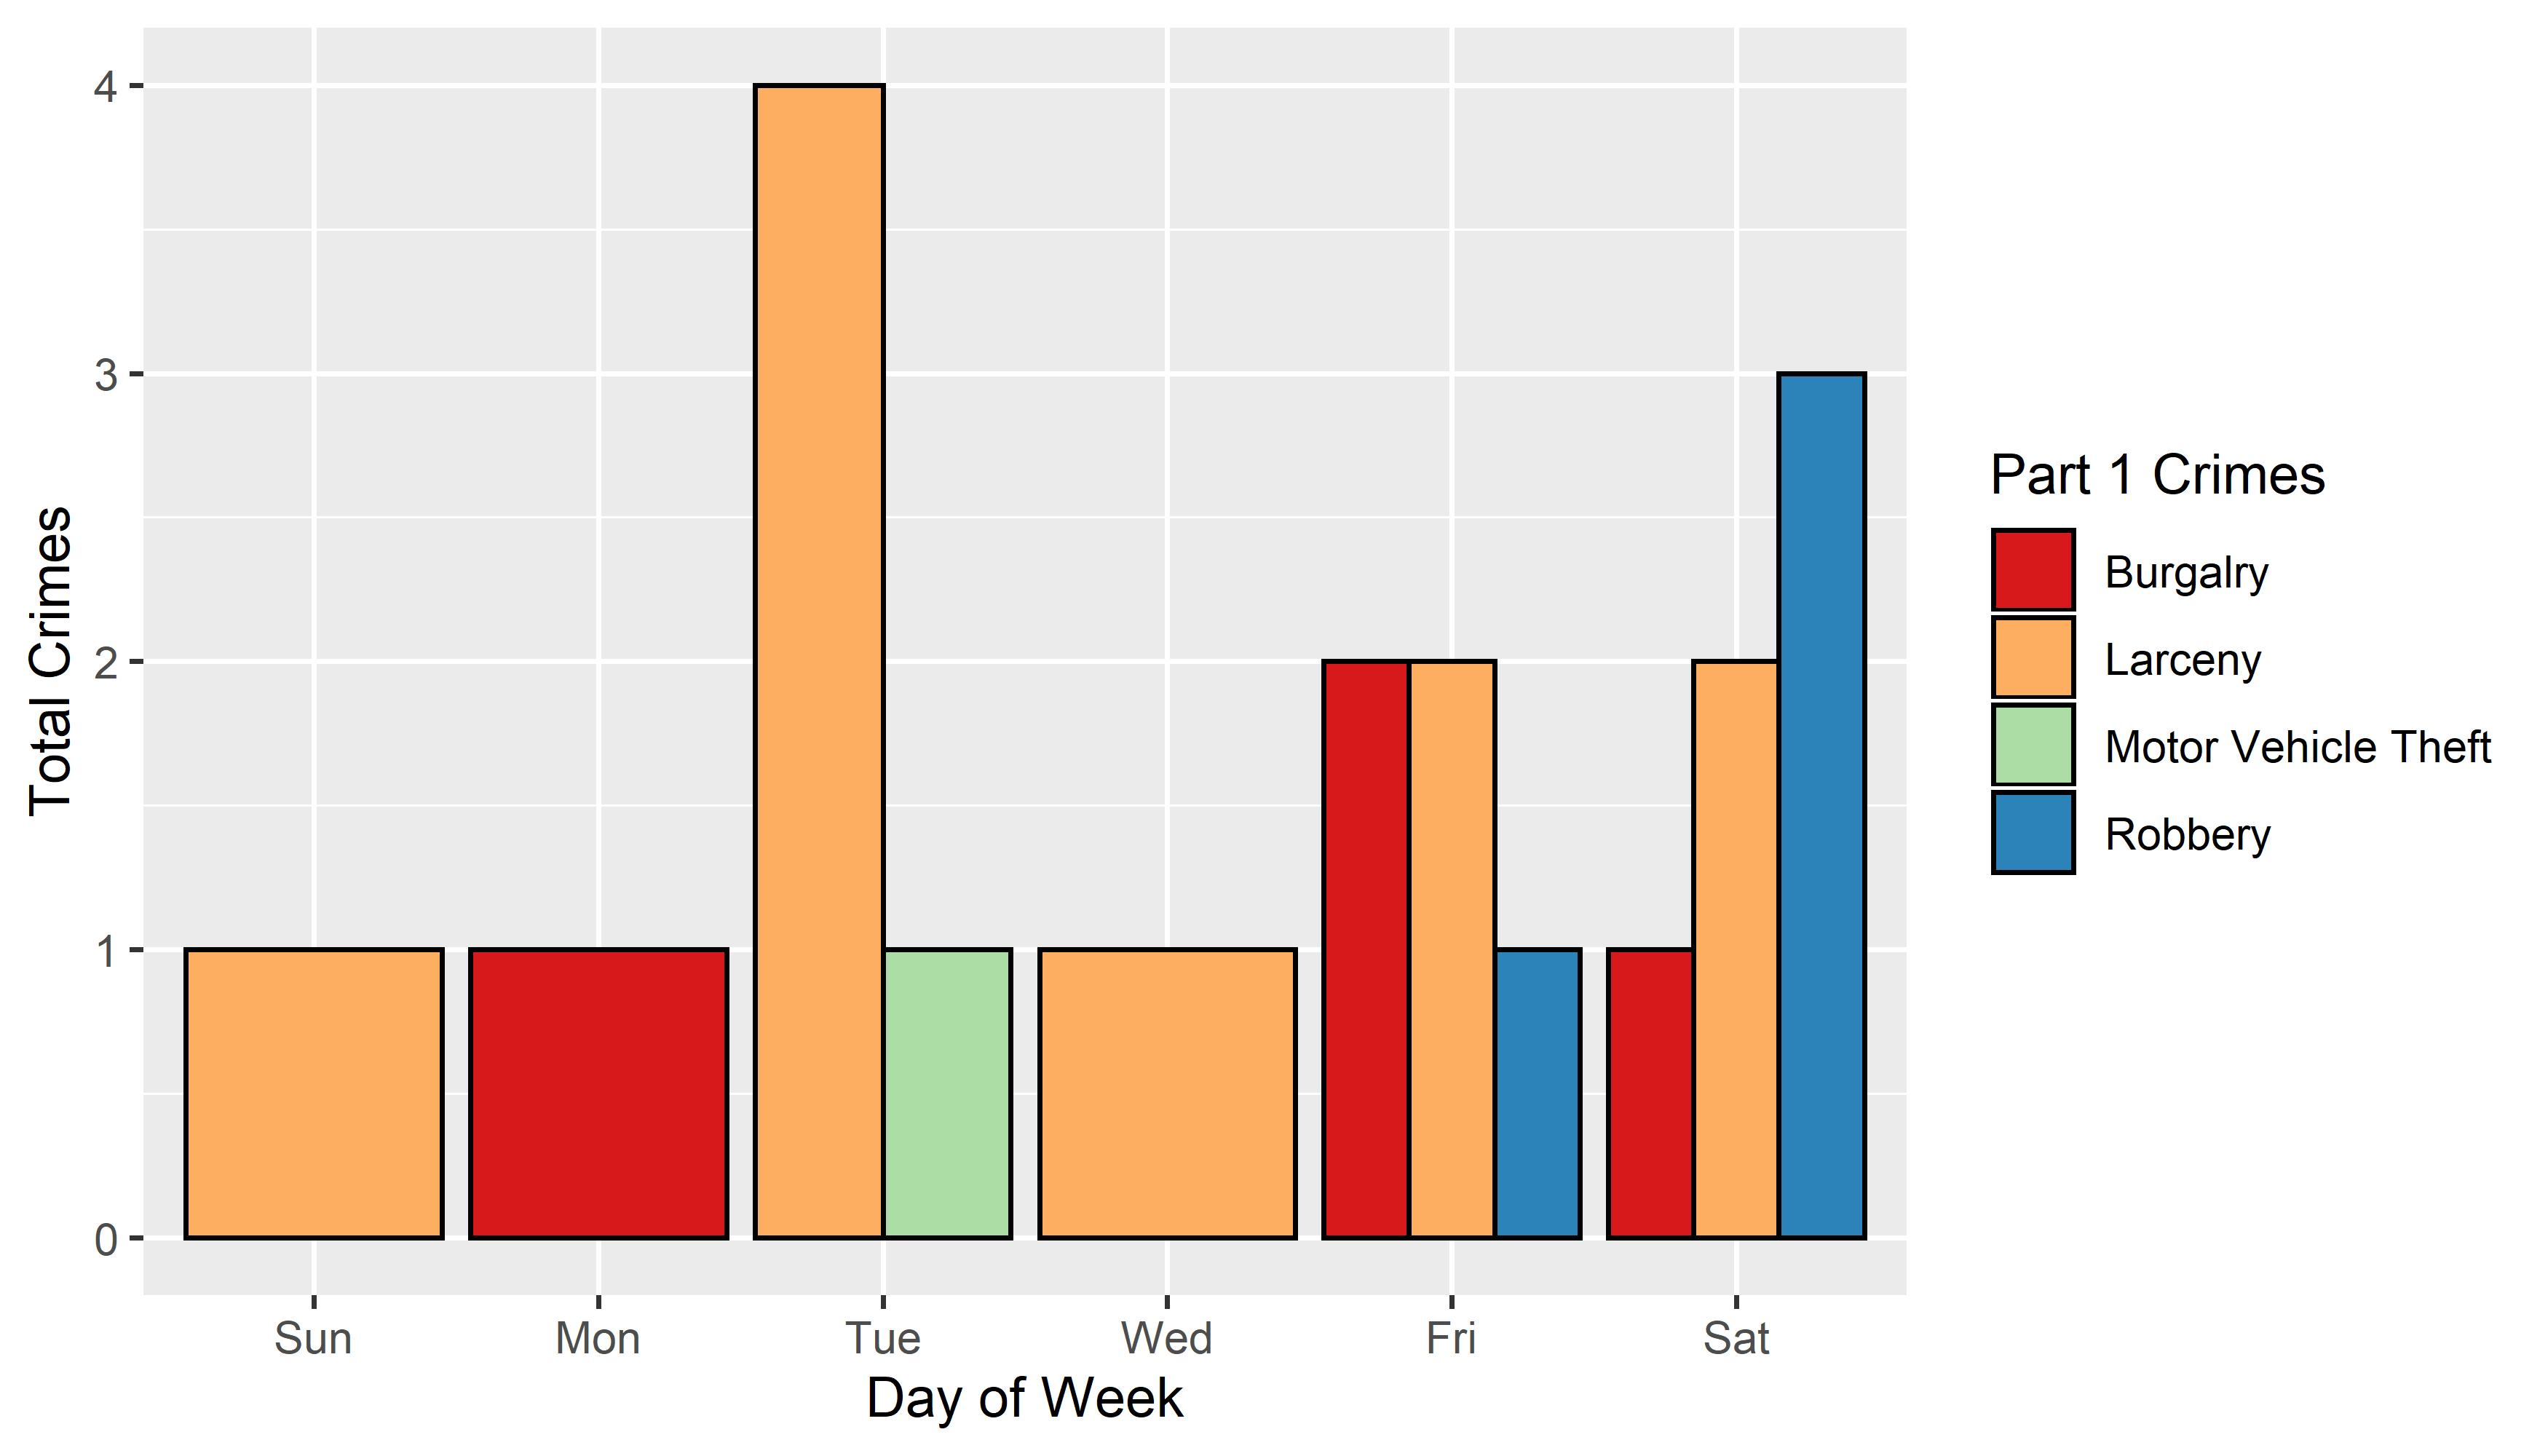 Total Crimes
4
3
2
1
0
Sun Mon Tue Wed Fri Sat
Day of Week
Part 1 Crimes
Burgalry
Larceny
Motor Vehicle Theft
Robbery